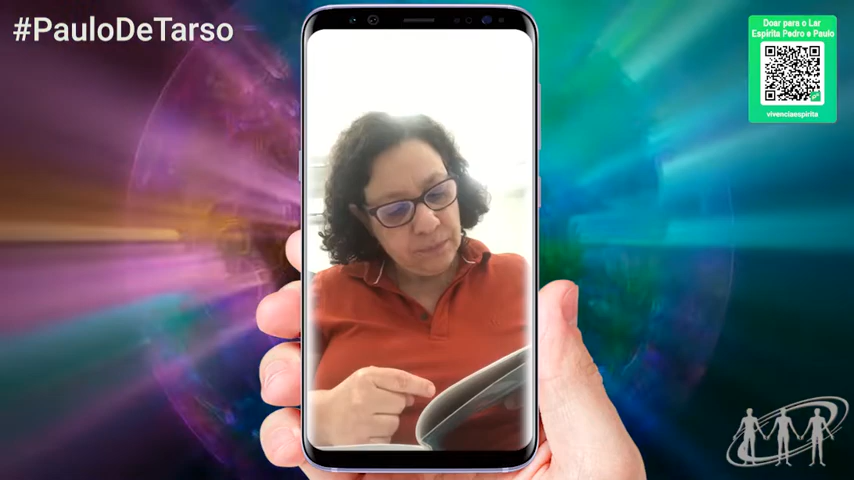 #PauloDeTarso
Doar para o Lar
Espírita Pedro e Paulo
vivenciaespirita